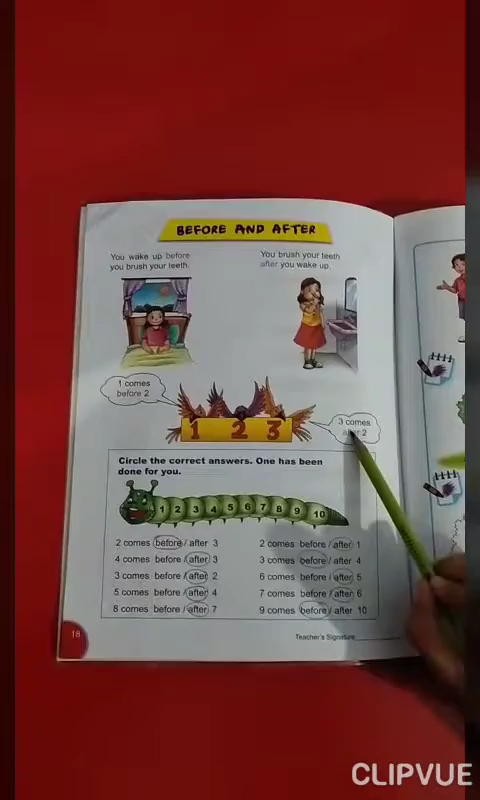 BEFORE AND AFTER
You wake up before
you brush your teeth.
You brush your teeth
after you wake up.
1 comes
before 2
1 2 3
3 comes
after 2
Circle the correct answers. One has been
done for you.
1 2 3 4 5 6 7 8 9 10
2 comes before / after 3
4 comes before / after 3
3 comes before / after 2
5 comes before / after 4
8 comes before / after 7
2 comes before / after 1
3 comes before / after 4
6 comes before / after 5
7 comes before / after 6
9 comes before / after 10
18
Teacher's Signature
CLIPVUE